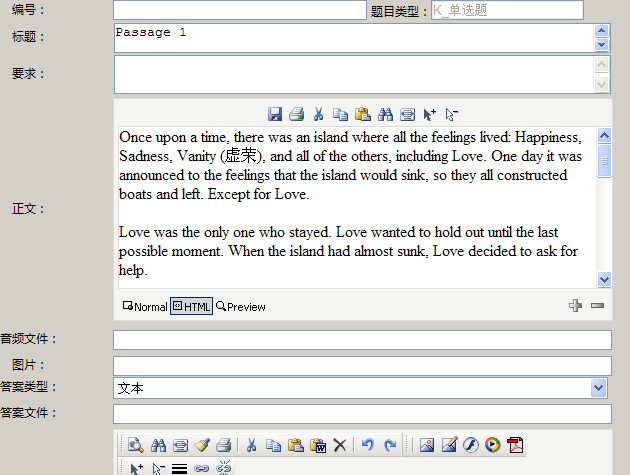 编号：
题目类型：K_单选题
标题：
Passage 1
要求：
正文：
Once upon a time, there was an island where all the feelings lived: Happiness,
Sadness, Vanity (虚荣), and all of the others, including Love. One day it was
announced to the feelings that the island would sink, so they all constructed
boats and left. Except for Love.
Love was the only one who stayed. Love wanted to hold out until the last
possible moment. When the island had almost sunk, Love decided to ask for
help.
Normal HTML Preview
音频文件：
图片：
答案类型：
文本
答案文件：